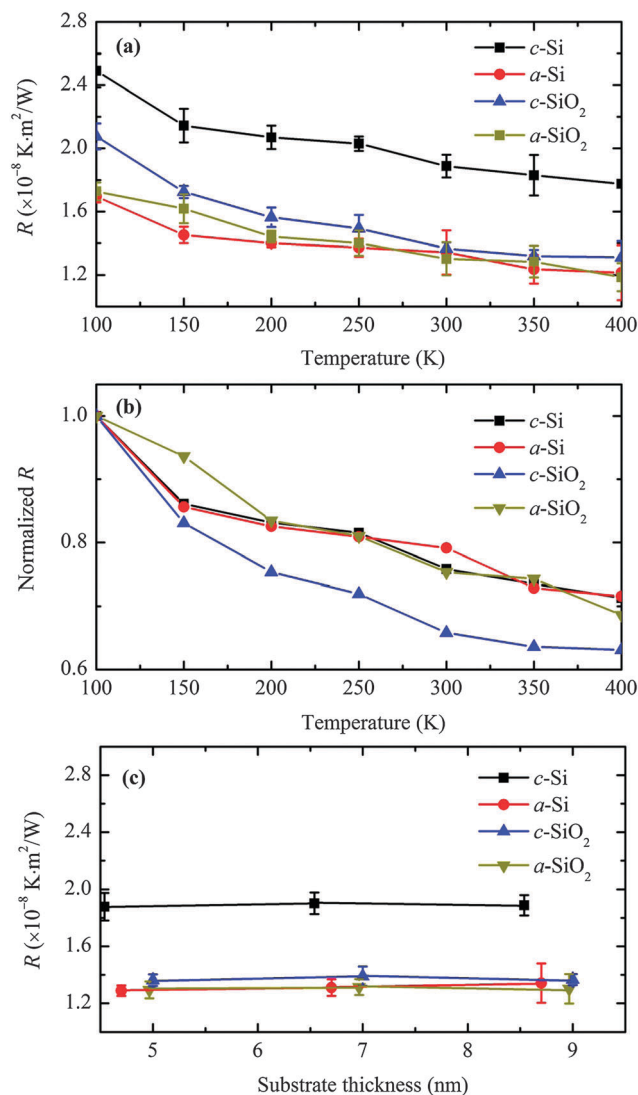 (a)
c-Si
a-Si
c-SiO₂
a-SiO₂
R (×10⁻⁸ K·m²/W)
2.8
2.4
2.0
1.6
1.2
100 150 200 250 300 350 400
Temperature (K)
(b)
c-Si
a-Si
c-SiO₂
a-SiO₂
Normalized R
1.0
0.8
0.6
100 150 200 250 300 350 400
Temperature (K)
(c)
c-Si
a-Si
c-SiO₂
a-SiO₂
R (×10⁻⁸ K·m²/W)
2.8
2.4
2.0
1.6
1.2
5 6 7 8 9
Substrate thickness (nm)